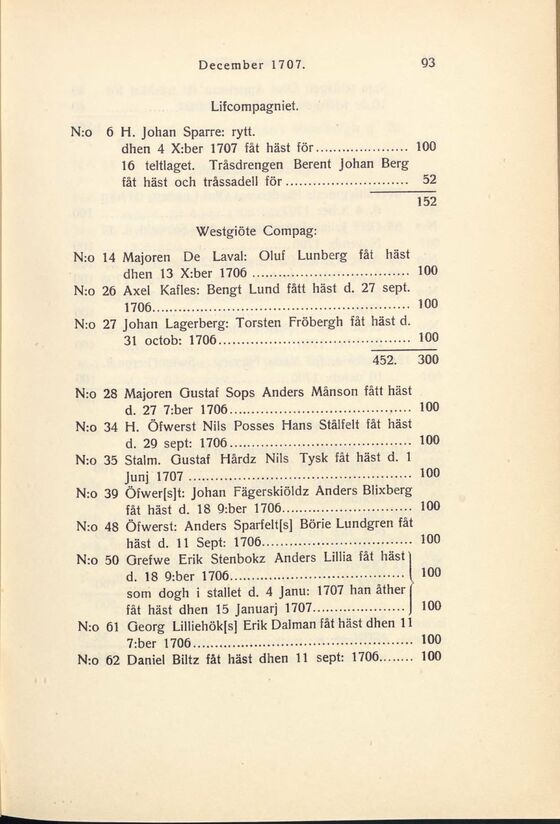 December 1707. 93
Lifcompagniet.
N:o 6 H. Johan Sparre: rytt.
dhen 4 X:ber 1707 fåt häst för..................... 100
16 teltlaget. Tråsdrengen Berent Johan Berg
fåt häst och tråssadell för............................ 52
152
Westgiöte Compag:
N:o 14 Majoren De Laval: Oluf Lunberg fåt häst
dhen 13 X:ber 1706 .................................... 100
N:o 26 Axel Kafles: Bengt Lund fått häst d. 27 sept.
1706........................................................... 100
N:o 27 Johan Lagerberg: Torsten Fröbergh fåt häst d.
31 octob: 1706............................................ 100
452. 300
N:o 28 Majoren Gustaf Sops Anders Månson fått häst
d. 27 7:ber 1706......................................... 100
N:o 34 H. Öfwerst Nils Posses Hans Stålfelt fåt häst
d. 29 sept: 1706.......................................... 100
N:o 35 Stalm. Gustaf Hårdz Nils Tysk fåt häst d. 1
Junj 1707 ................................................... 100
N:o 39 Öfwer[s]t: Johan Fägerskiöldz Anders Blixberg
fåt häst d. 18 9:ber 1706.............................. 100
N:o 48 Öfwerst: Anders Sparfelt[s] Börie Lundgren fåt
häst d. 11 Sept: 1706.................................. 100
N:o 50 Grefwe Erik Stenbokz Anders Lillia fåt häst
d. 18 9:ber 1706........................................ 100
som dogh i stallet d. 4 Janu: 1707 han åther
fåt häst dhen 15 Januarj 1707..................... 100
N:o 61 Georg Lilliehök[s] Erik Dalman fåt häst dhen 11
7:ber 1706.................................................. 100
N:o 62 Daniel Biltz fåt häst dhen 11 sept: 1706........ 100